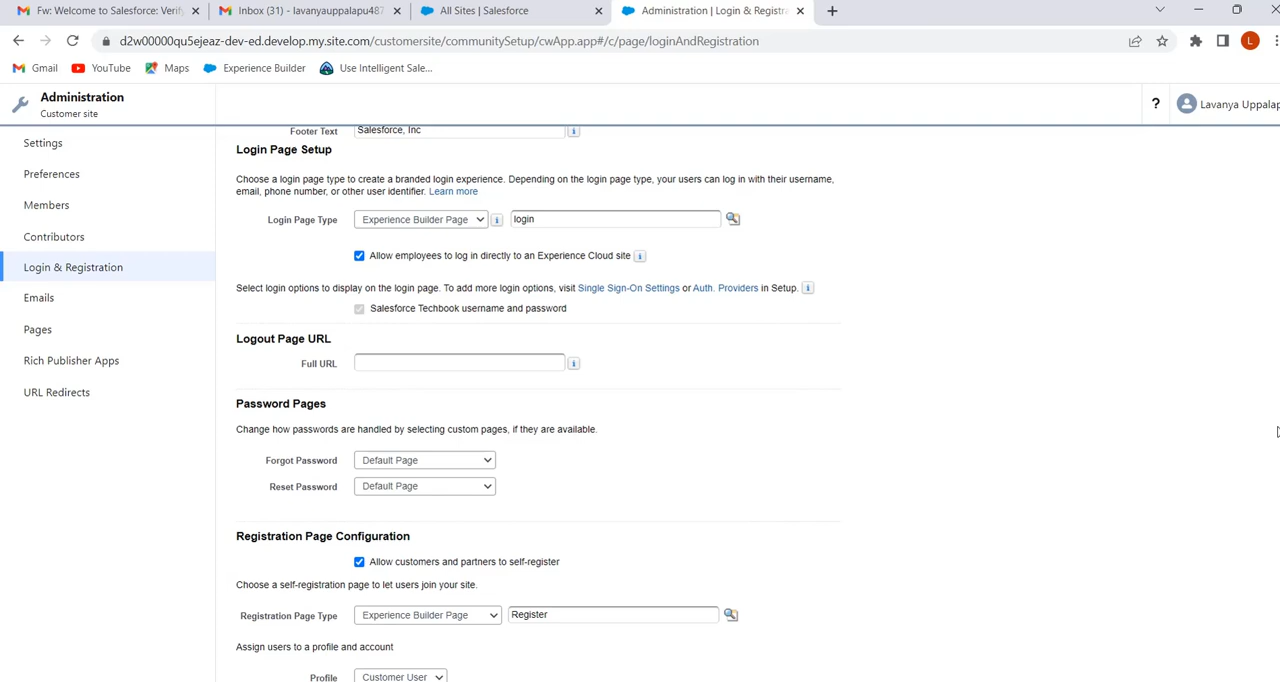 Fw: Welcome to Salesforce: Verify
Inbox (31) - lavanyauppalapu487
All Sites | Salesforce
Administration | Login & Registra
d2w00000qu5ejeaz-dev-ed.develop.my.site.com/customersite/communitySetup/cwApp.app#/c/page/loginAndRegistration
L
Gmail
YouTube
Maps
Experience Builder
Use Intelligent Sale...
Administration
Customer site
?
Lavanya Uppalap
Settings
Preferences
Members
Contributors
Login & Registration
Emails
Pages
Rich Publisher Apps
URL Redirects
Footer Text Salesforce, Inc
Login Page Setup
Choose a login page type to create a branded login experience. Depending on the login page type, your users can log in with their username,
email, phone number, or other user identifier. Learn more
Login Page Type Experience Builder Page login
Allow employees to log in directly to an Experience Cloud site
Select login options to display on the login page. To add more login options, visit Single Sign-On Settings or Auth. Providers in Setup.
Salesforce Techbook username and password
Logout Page URL
Full URL
Password Pages
Change how passwords are handled by selecting custom pages, if they are available.
Forgot Password Default Page
Reset Password Default Page
Registration Page Configuration
Allow customers and partners to self-register
Choose a self-registration page to let users join your site.
Registration Page Type Experience Builder Page Register
Assign users to a profile and account
Profile Customer User